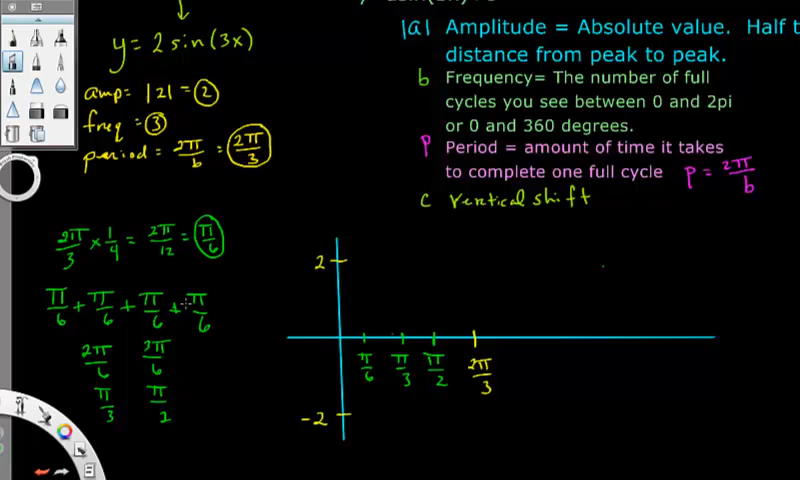 y = 2 sin(3x)
amp = |2| = 2
freq = 3
period = 2π/b = 2π/3
|a| Amplitude = Absolute value. Half t
distance from peak to peak.
b Frequency= The number of full
cycles you see between 0 and 2pi
or 0 and 360 degrees.
P Period = amount of time it takes
to complete one full cycle P = 2π/b
c vertical shift
2π/3 × 1/4 = 2π/12 = π/6
π/6 + π/6 + π/6 + π/6
2π/6 3π/6
π/3 π/2
2
π/6 π/3 π/2 2π/3
-2